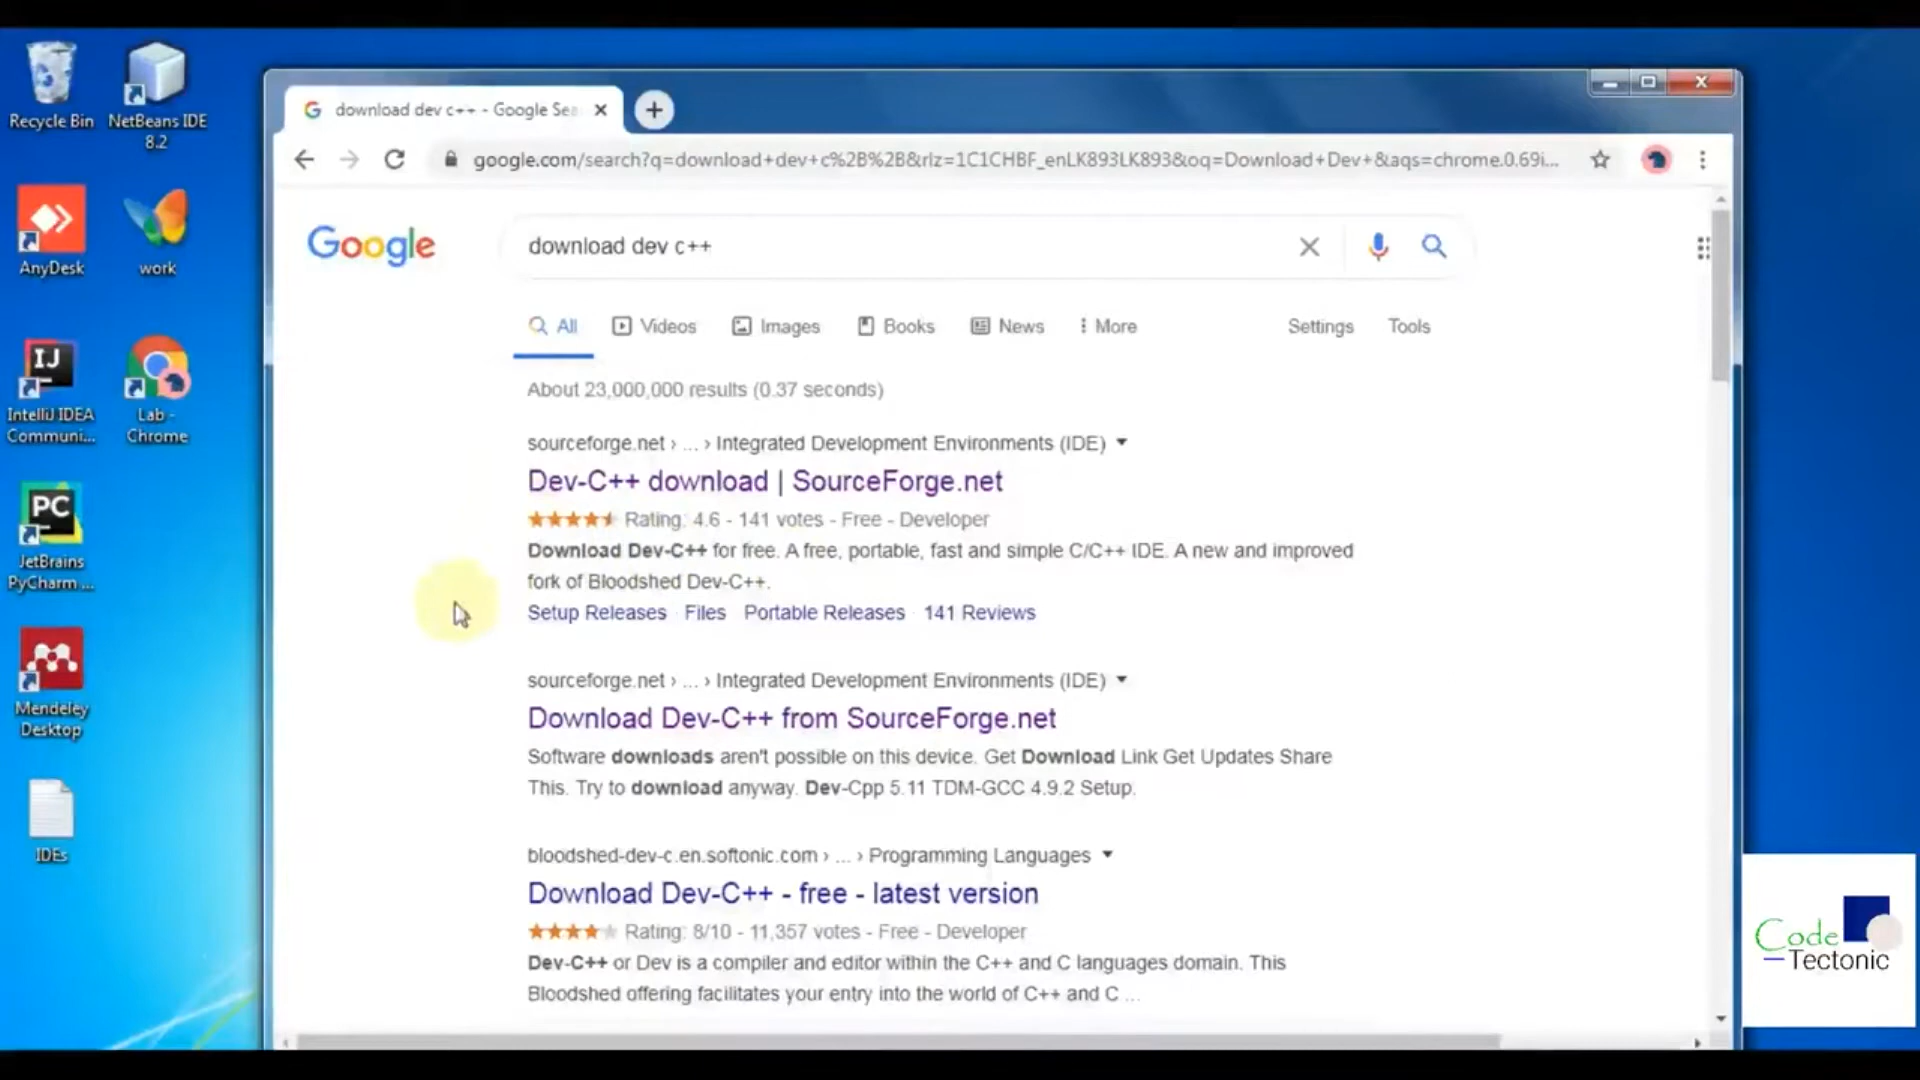 Recycle Bin
NetBeans IDE
8.2
AnyDesk
work
IntelliJ IDEA
Communi...
Lab -
Chrome
JetBrains
PyCharm ...
Mendeley
Desktop
IDEs
download dev c++ - Google Sea
google.com/search?q=download+dev+c%2B%2B&rlz=1C1CHBF_enLK893LK893&oq=Download+Dev+&aqs=chrome.0.69i...
Google
download dev c++
All Videos Images Books News More Settings Tools
About 23,000,000 results (0.37 seconds)
sourceforge.net › ... › Integrated Development Environments (IDE)
Dev-C++ download | SourceForge.net
Rating: 4.6 - 141 votes - Free - Developer
Download Dev-C++ for free. A free, portable, fast and simple C/C++ IDE. A new and improved
fork of Bloodshed Dev-C++.
Setup Releases · Files · Portable Releases · 141 Reviews
sourceforge.net › ... › Integrated Development Environments (IDE)
Download Dev-C++ from SourceForge.net
Software downloads aren't possible on this device. Get Download Link Get Updates Share
This. Try to download anyway. Dev-Cpp 5.11 TDM-GCC 4.9.2 Setup.
bloodshed-dev-c.en.softonic.com › ... › Programming Languages
Download Dev-C++ - free - latest version
Rating: 8/10 - 11,357 votes - Free - Developer
Dev-C++ or Dev is a compiler and editor within the C++ and C languages domain. This
Bloodshed offering facilitates your entry into the world of C++ and C ...
IJ
PC
Code
Tectonic